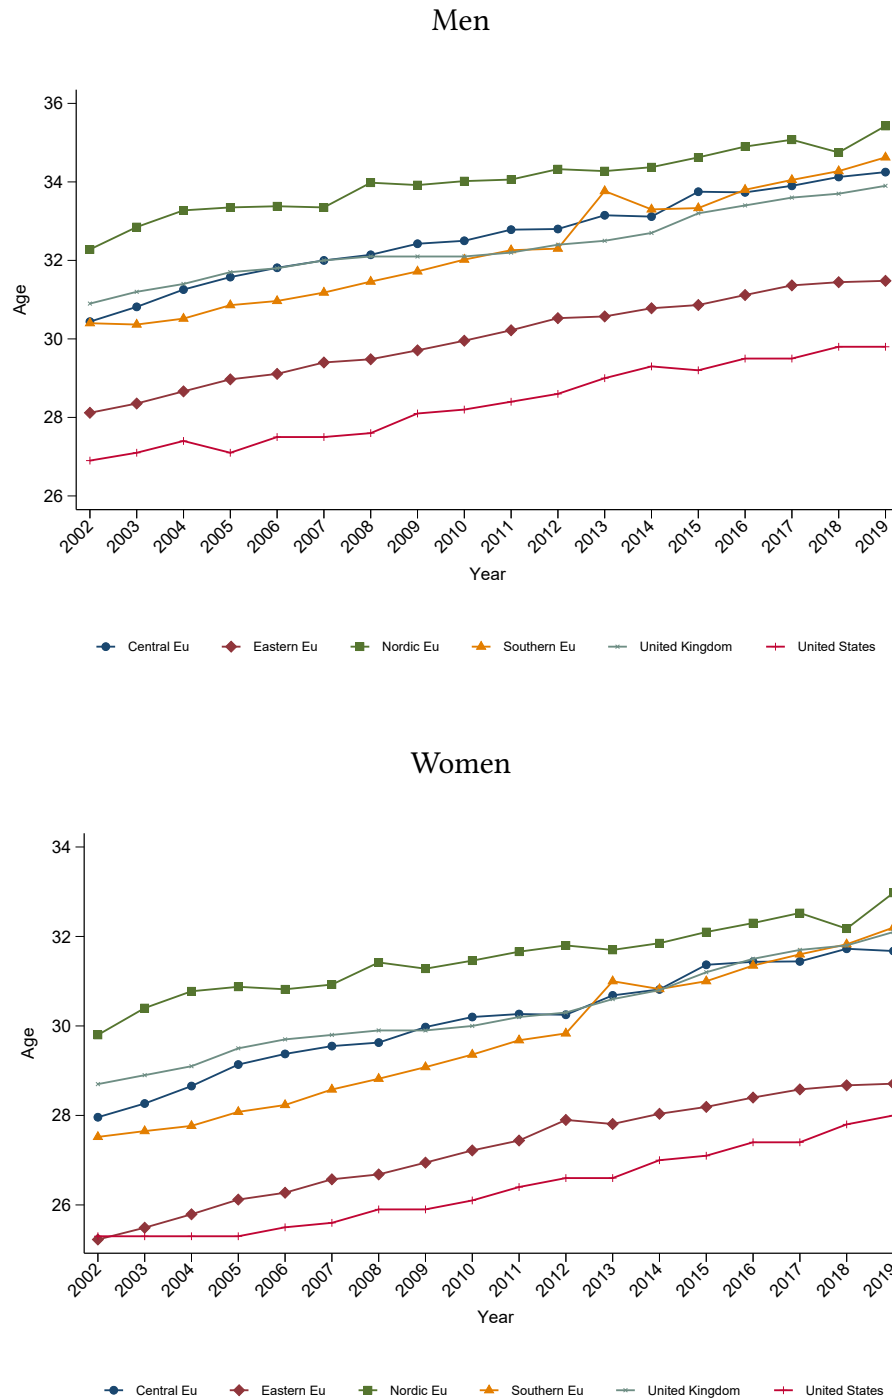 Men
36
34
32
30
28
26
Age
2002 2003 2004 2005 2006 2007 2008 2009 2010 2011 2012 2013 2014 2015 2016 2017 2018 2019
Year
Central Eu Eastern Eu Nordic Eu Southern Eu United Kingdom United States
Women
34
32
30
28
26
Age
2002 2003 2004 2005 2006 2007 2008 2009 2010 2011 2012 2013 2014 2015 2016 2017 2018 2019
Year
Central Eu Eastern Eu Nordic Eu Southern Eu United Kingdom United States